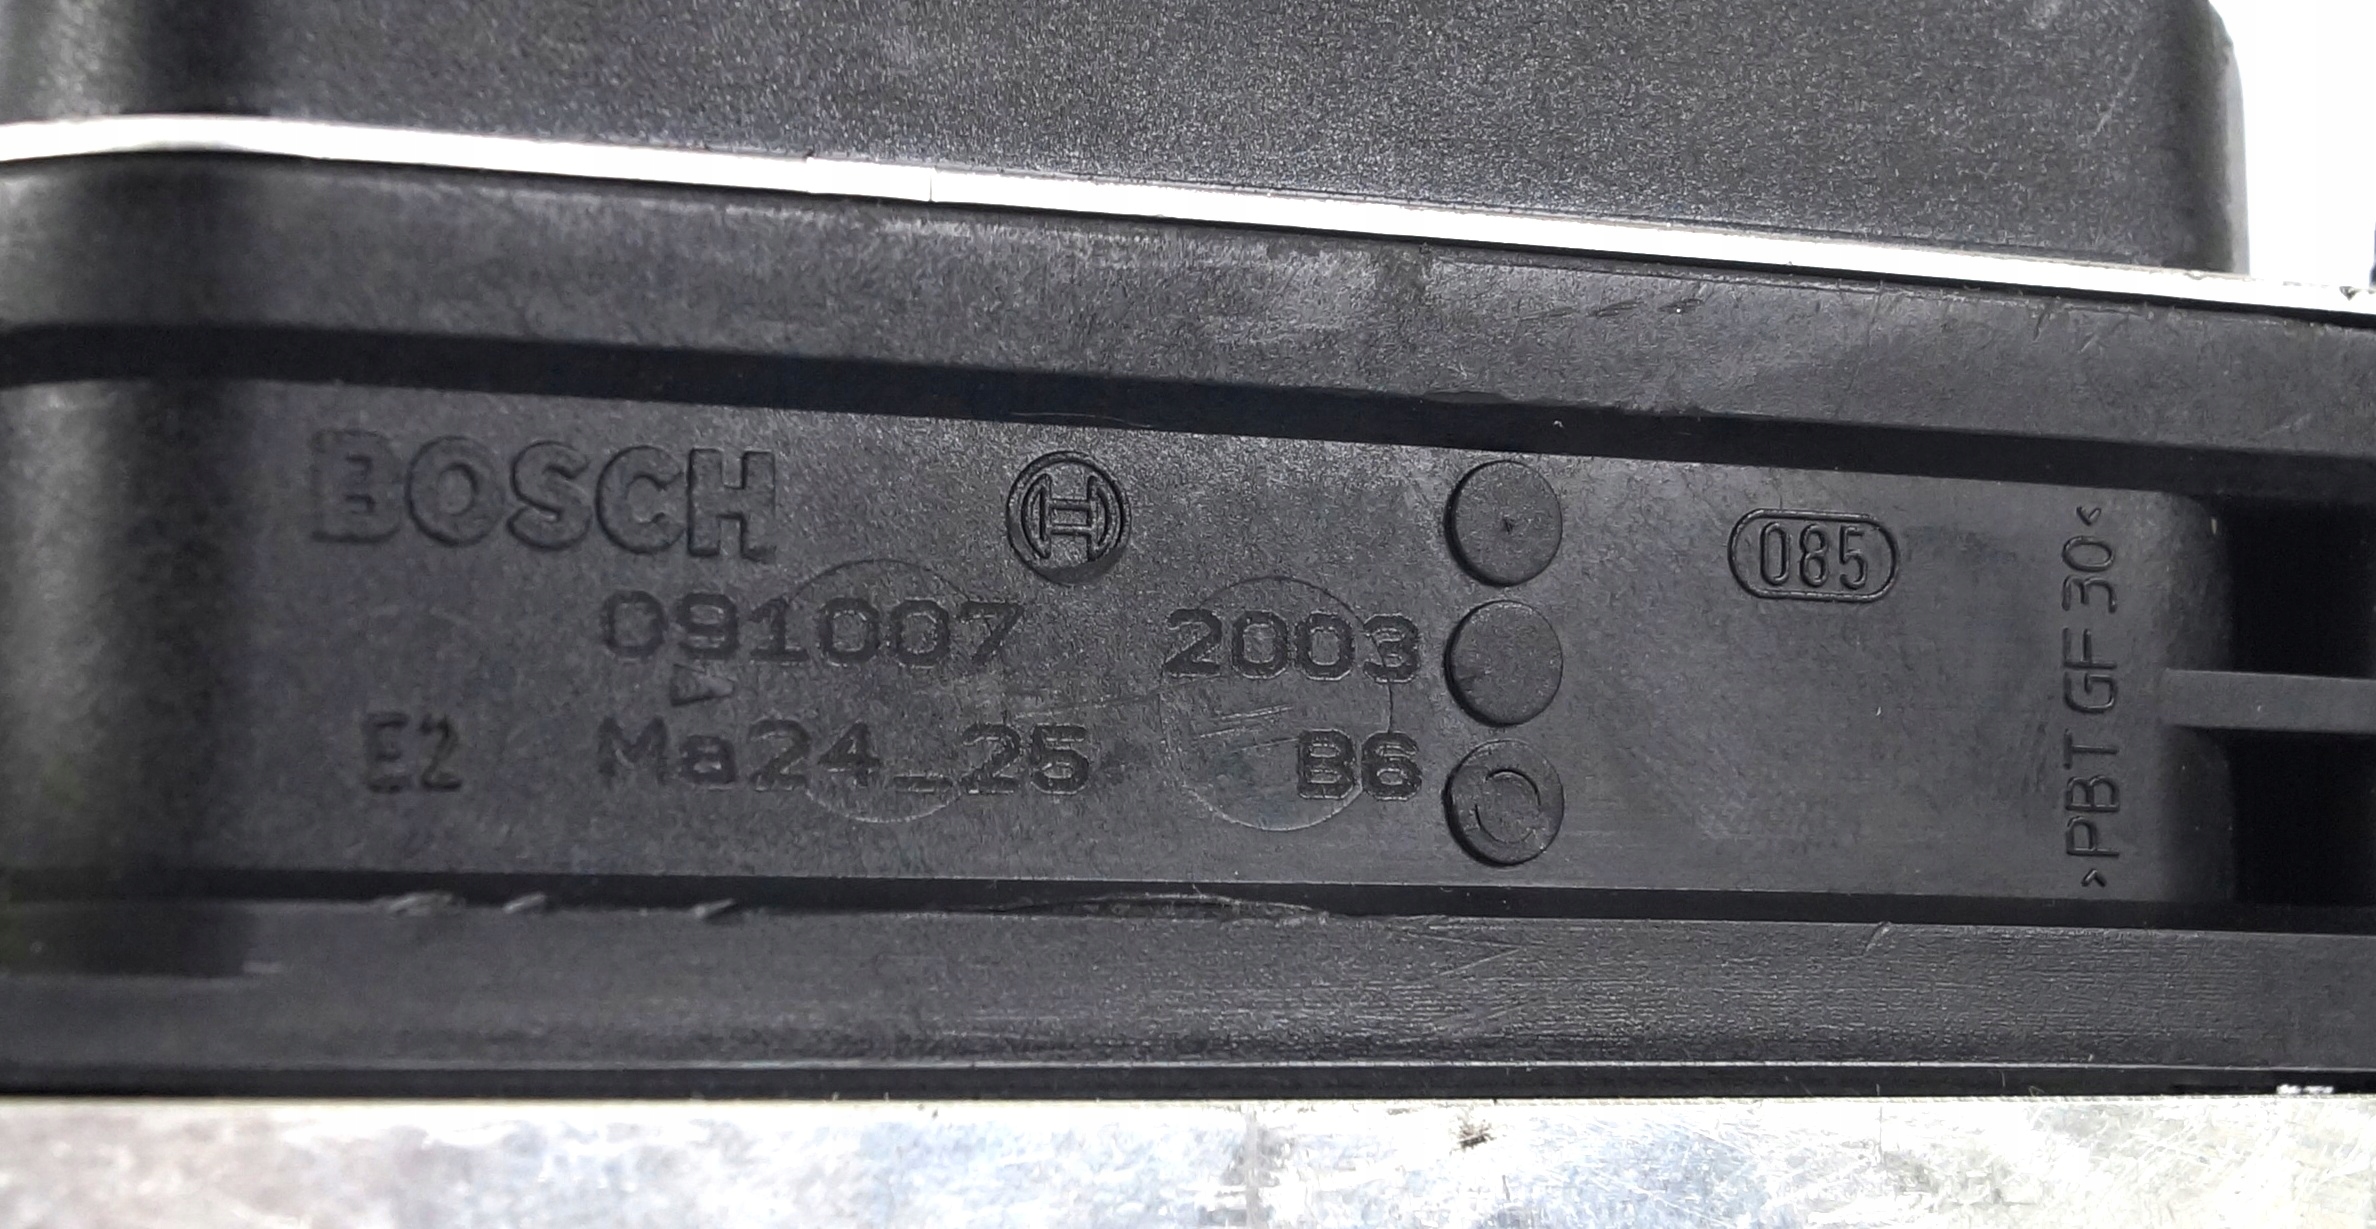 BOSCH
085
091007 2003
E2 Ma24_25 B6
>PBT GF 30<